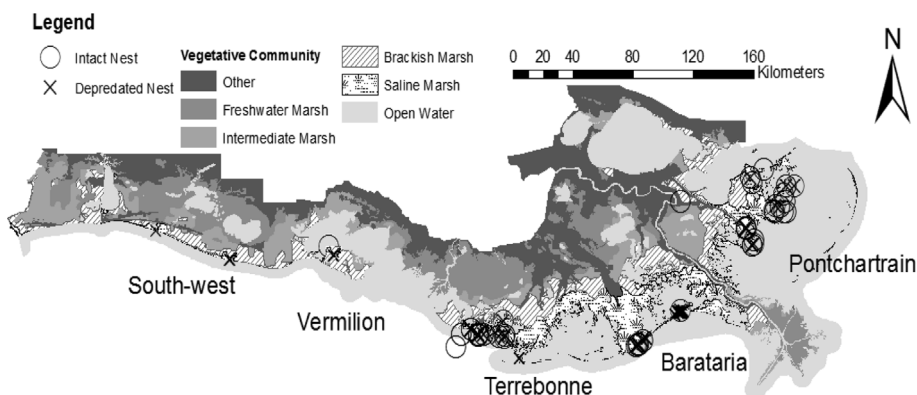 Legend
Intact Nest
Depredated Nest
Vegetative Community
Other
Freshwater Marsh
Intermediate Marsh
Brackish Marsh
Saline Marsh
Open Water
0 20 40 80 120 160
Kilometers
N
South-west
Vermilion
Terrebonne
Barataria
Pontchartrain